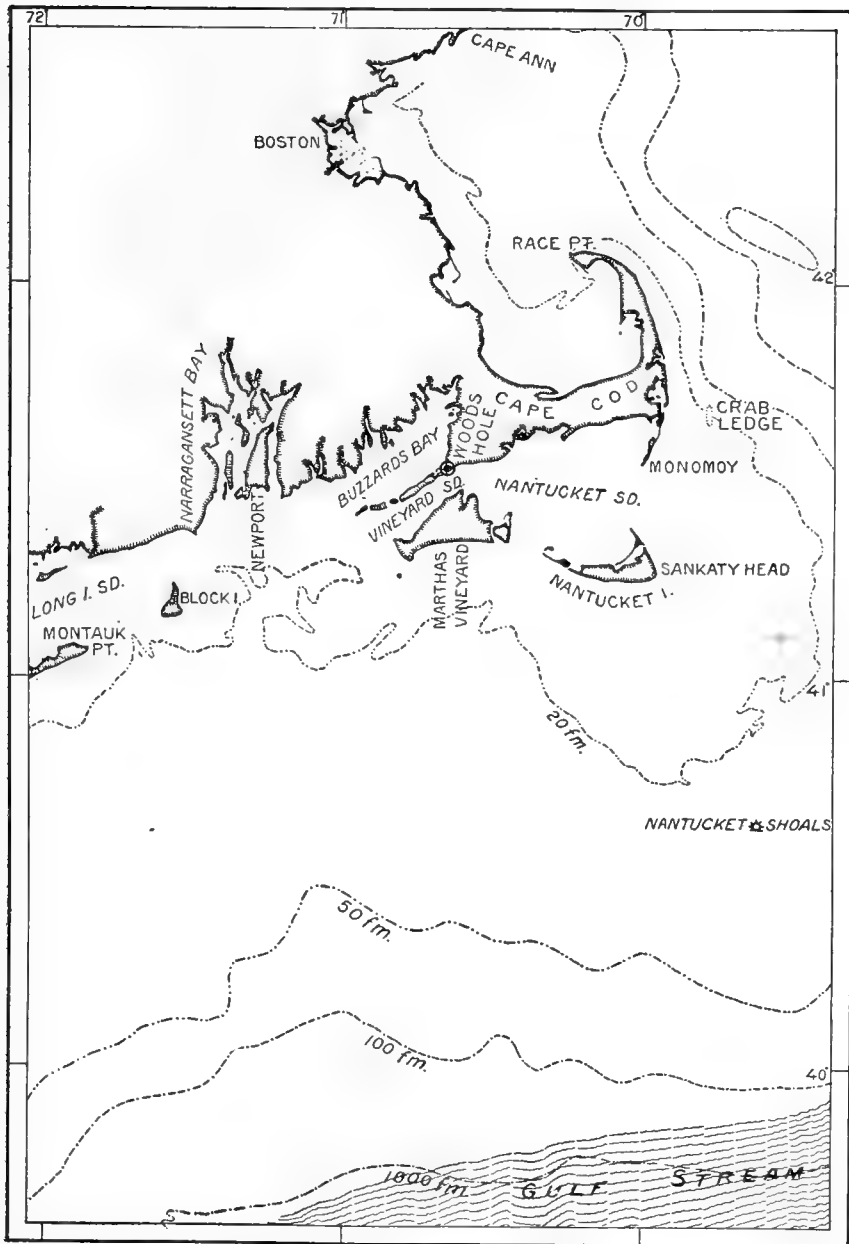 72
71
70
CAPE ANN
BOSTON
RACE PT.
42
NARRAGANSETT BAY
CAPE COD
CRAB
LEDGE
BUZZARDS BAY
WOODS
HOLE
MONOMOY
VINEYARD SD.
NANTUCKET SD.
NEWPORT
MARTHAS
VINEYARD
SANKATY HEAD
NANTUCKET I.
LONG I. SD.
BLOCK I.
MONTAUK
PT.
41°
20 fm.
NANTUCKET SHOALS
50 fm.
100 fm.
40°
1000 fm.
GULF STREAM